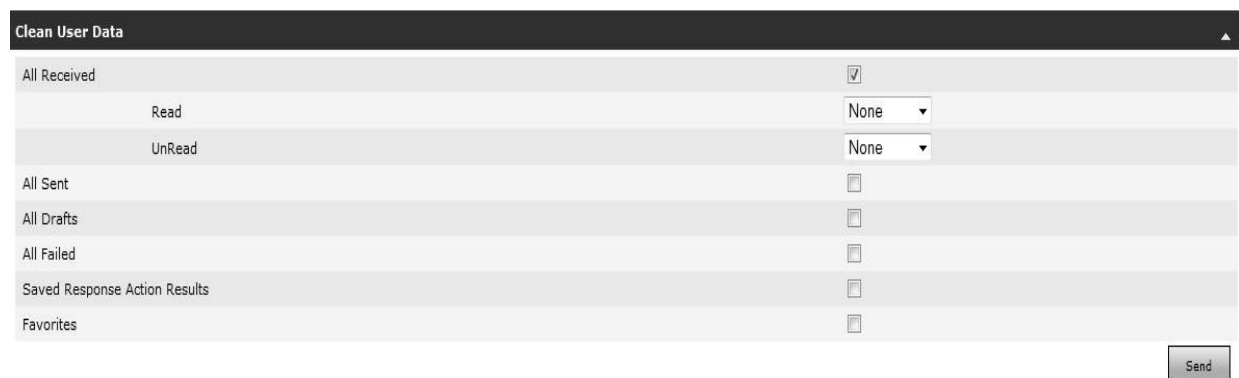 Clean User Data
All Received
Read None
UnRead None
All Sent
All Drafts
All Failed
Saved Response Action Results
Favorites
Send